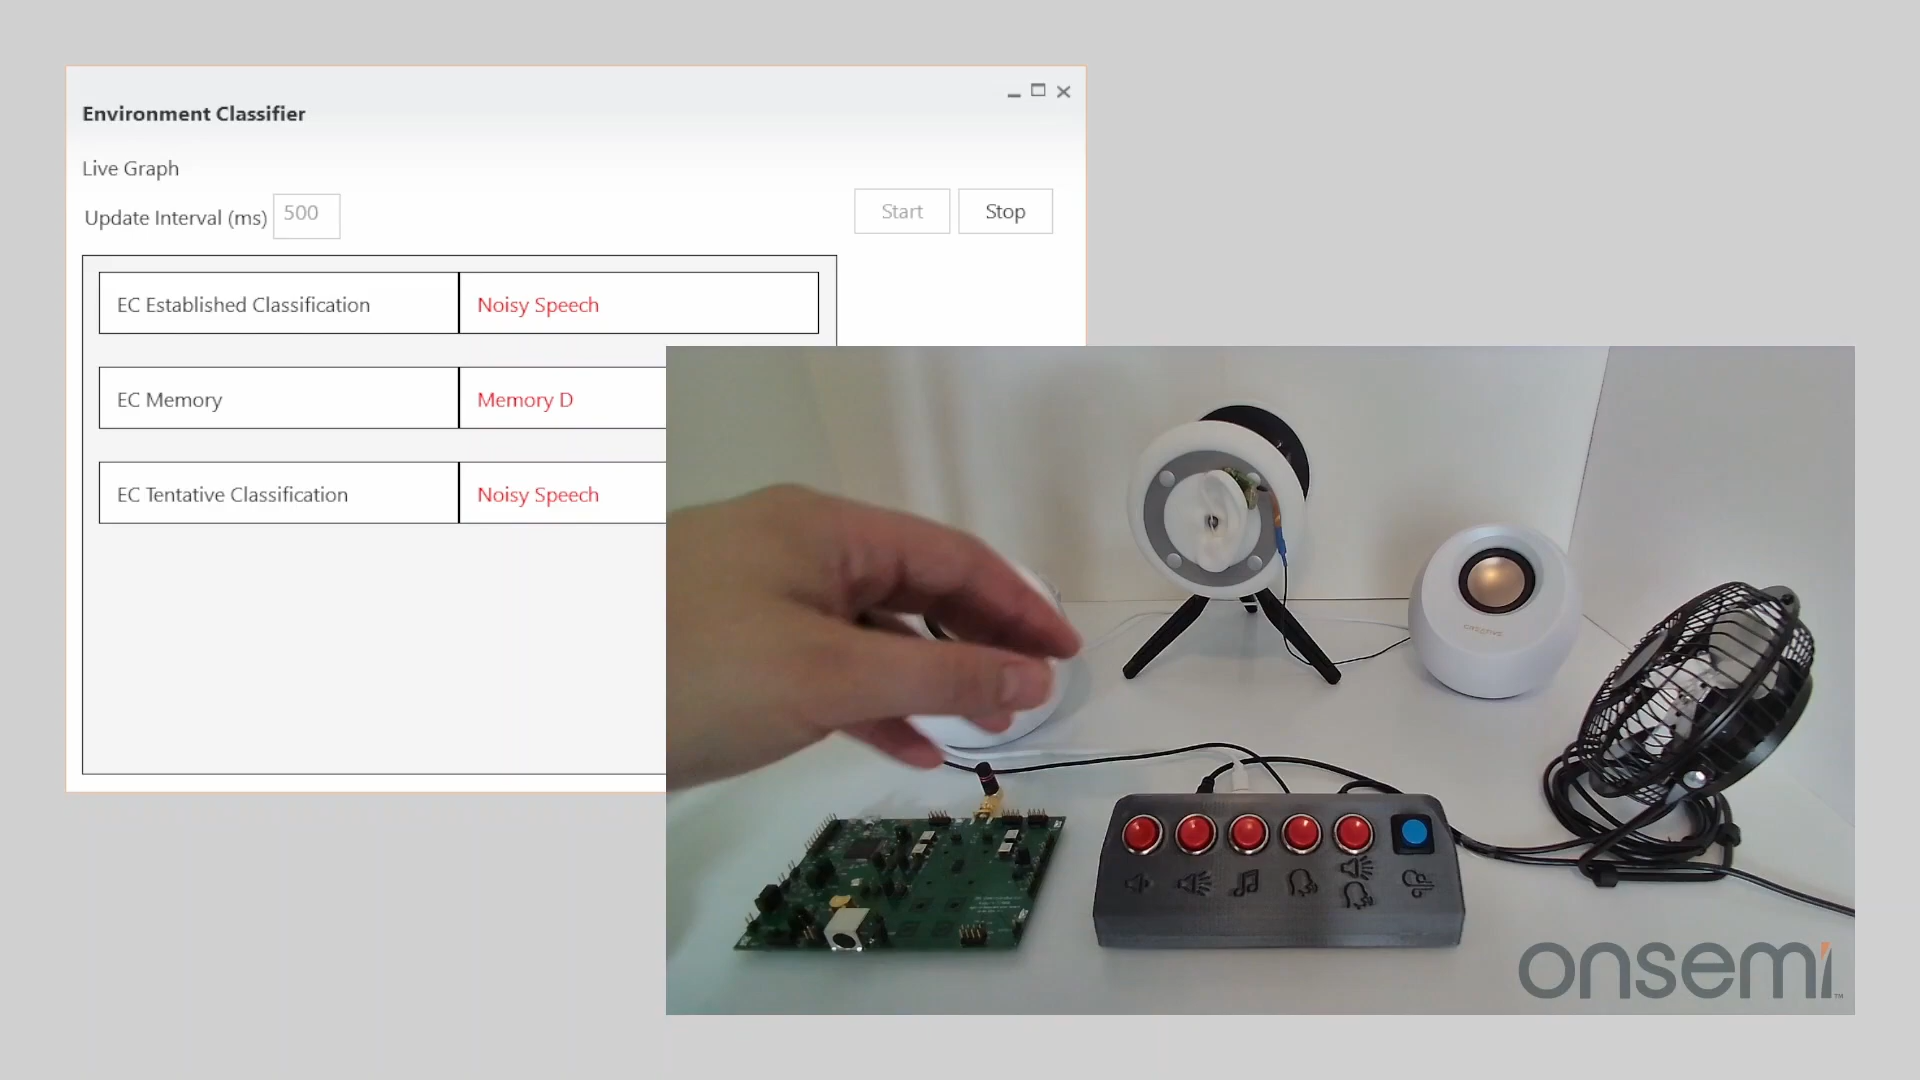 Environment Classifier
Live Graph
Update Interval (ms) 500
Start Stop
EC Established Classification Noisy Speech
EC Memory Memory D
EC Tentative Classification Noisy Speech
CREATIVE
onsemi